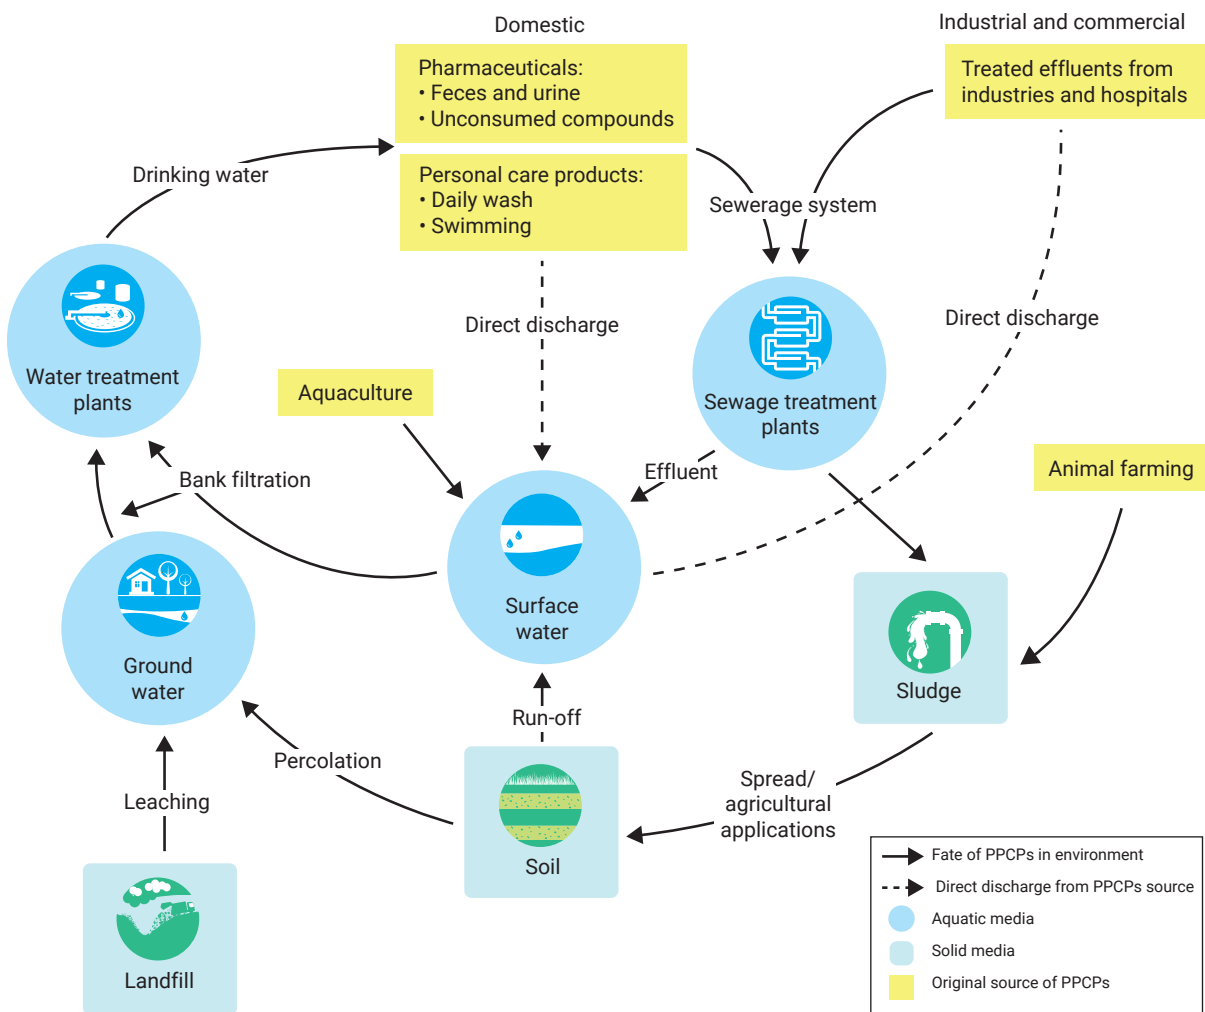 Domestic
Industrial and commercial
Pharmaceuticals:
• Feces and urine
• Unconsumed compounds
Treated effluents from
industries and hospitals
Drinking water
Personal care products:
• Daily wash
• Swimming
Sewerage system
Direct discharge
Direct discharge
Water treatment
plants
Aquaculture
Sewage treatment
plants
Bank filtration
Effluent
Animal farming
Surface
water
Ground
water
Sludge
Run-off
Percolation
Leaching
Spread/
agricultural
applications
Soil
Landfill
Fate of PPCPs in environment
Direct discharge from PPCPs source
Aquatic media
Solid media
Original source of PPCPs